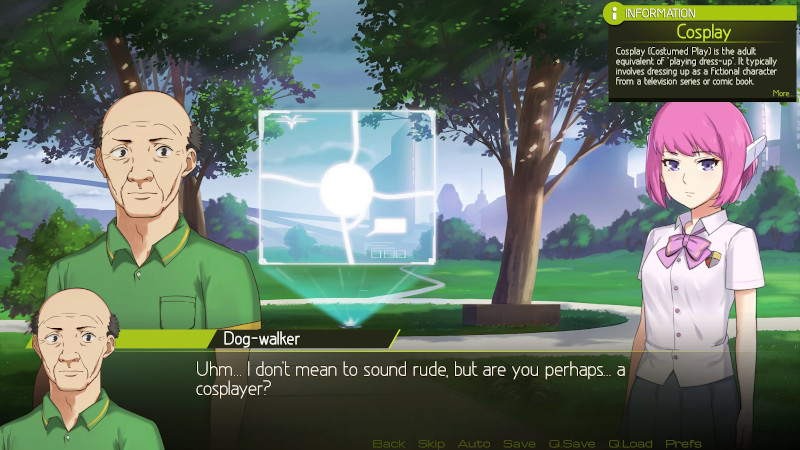 INFORMATION
Cosplay
Cosplay (Costumed Play) is the adult
equivalent of "playing dress-up". It typically
involves dressing up as a fictional character
from a television series or comic book.
More...
Dog-walker
Uhm... I don't mean to sound rude, but are you perhaps... a
cosplayer?
Back Skip Auto Save Q.Save Q.Load Prefs